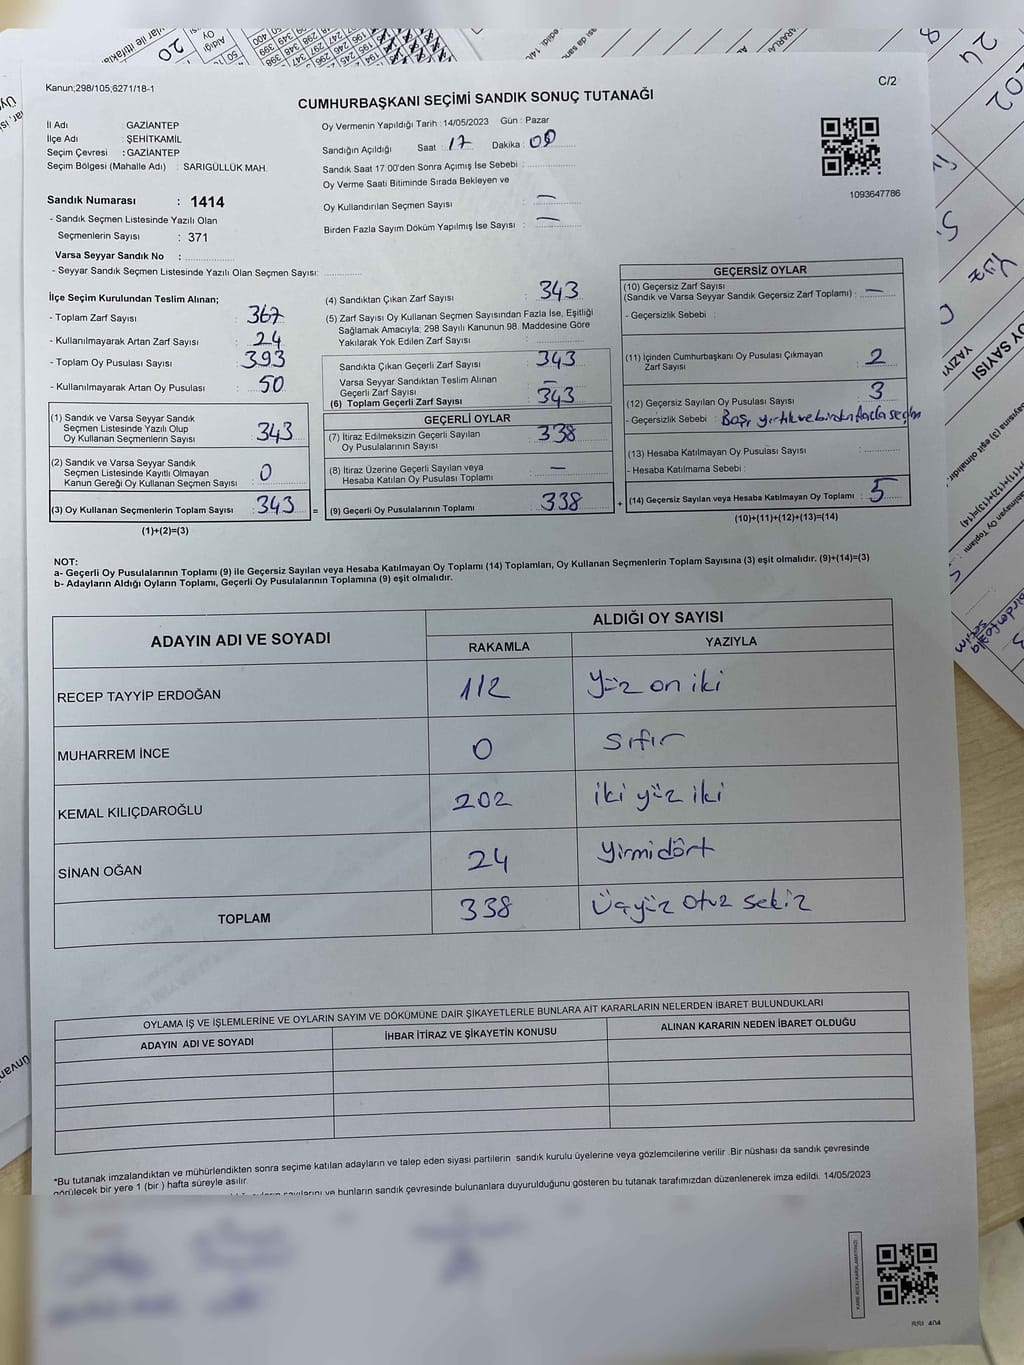 Kanun;298/105;6271/18-1
C/2
CUMHURBAŞKANI SEÇİMİ SANDIK SONUÇ TUTANAĞI
İl Adı : GAZİANTEP
İlçe Adı : ŞEHİTKAMİL
Seçim Çevresi : GAZİANTEP
Seçim Bölgesi (Mahalle Adı) : SARIGÜLLÜK MAH.
Oy Vermenin Yapıldığı Tarih : 14/05/2023 Gün : Pazar
Sandığın Açıldığı Saat : 17 Dakika : 00
Sandık Saat 17:00'den Sonra Açımış İse Sebebi :
Oy Verme Saati Bitiminde Sırada Bekleyen ve
Oy Kullandırılan Seçmen Sayısı : —
Birden Fazla Sayım Döküm Yapılmış İse Sayısı : —
1093647786
Sandık Numarası : 1414
- Sandık Seçmen Listesinde Yazılı Olan
Seçmenlerin Sayısı : 371
Varsa Seyyar Sandık No :
- Seyyar Sandık Seçmen Listesinde Yazılı Olan Seçmen Sayısı:
İlçe Seçim Kurulundan Teslim Alınan;
- Toplam Zarf Sayısı : 367
- Kullanılmayarak Artan Zarf Sayısı : 24
- Toplam Oy Pusulası Sayısı : 393
- Kullanılmayarak Artan Oy Pusulası : 50
(1) Sandık ve Varsa Seyyar Sandık
Seçmen Listesinde Yazılı Olup
Oy Kullanan Seçmenlerin Sayısı : 343
(2) Sandık ve Varsa Seyyar Sandık
Seçmen Listesinde Kayıtlı Olmayan
Kanun Gereği Oy Kullanan Seçmen Sayısı : 0
(3) Oy Kullanan Seçmenlerin Toplam Sayısı : 343 =
(1)+(2)=(3)
(4) Sandıktan Çıkan Zarf Sayısı : 343
(5) Zarf Sayısı Oy Kullanan Seçmen Sayısından Fazla İse, Eşitliği
Sağlamak Amacıyla; 298 Sayılı Kanunun 98. Maddesine Göre
Yakılarak Yok Edilen Zarf Sayısı :
Sandıkta Çıkan Geçerli Zarf Sayısı : 343
Varsa Seyyar Sandıktan Teslim Alınan
Geçerli Zarf Sayısı : —
(6) Toplam Geçerli Zarf Sayısı : 343
GEÇERLİ OYLAR
(7) İtiraz Edilmeksizin Geçerli Sayılan
Oy Pusulalarının Sayısı : 338
(8) İtiraz Üzerine Geçerli Sayılan veya
Hesaba Katılan Oy Pusulası Toplamı : —
(9) Geçerli Oy Pusulalarının Toplamı : 338 +
GEÇERSİZ OYLAR
(10) Geçersiz Zarf Sayısı
(Sandık ve Varsa Seyyar Sandık Geçersiz Zarf Toplamı) : —
- Geçersizlik Sebebi :
(11) İçinden Cumhurbaşkanı Oy Pusulası Çıkmayan
Zarf Sayısı : 2
(12) Geçersiz Sayılan Oy Pusulası Sayısı : 3
- Geçersizlik Sebebi : Boş, yırtık ve birden fazla seçim
(13) Hesaba Katılmayan Oy Pusulası Sayısı :
- Hesaba Katılmama Sebebi :
(14) Geçersiz Sayılan veya Hesaba Katılmayan Oy Toplamı : 5
(10)+(11)+(12)+(13)=(14)
NOT:
a- Geçerli Oy Pusulalarının Toplamı (9) ile Geçersiz Sayılan veya Hesaba Katılmayan Oy Toplamı (14) Toplamları, Oy Kullanan Seçmenlerin Toplam Sayısına (3) eşit olmalıdır. (9)+(14)=(3)
b- Adayların Aldığı Oyların Toplamı, Geçerli Oy Pusulalarının Toplamına (9) eşit olmalıdır.
ADAYIN ADI VE SOYADI
ALDIĞI OY SAYISI
RAKAMLA YAZIYLA
RECEP TAYYİP ERDOĞAN 112 Yüz on iki
MUHARREM İNCE 0 Sıfır
KEMAL KILIÇDAROĞLU 202 iki yüz iki
SİNAN OĞAN 24 Yirmidört
TOPLAM 338 Üçyüz otuz sekiz
OYLAMA İŞ VE İŞLEMLERİNE VE OYLARIN SAYIM VE DÖKÜMÜNE DAİR ŞİKAYETLERLE BUNLARA AİT KARARLARIN NELERDEN İBARET BULUNDUKLARI
ADAYIN ADI VE SOYADI İHBAR İTİRAZ VE ŞİKAYETİN KONUSU ALINAN KARARIN NEDEN İBARET OLDUĞU
*Bu tutanak imzalandıktan ve mühürlendikten sonra seçime katılan adayların ve talep eden siyasi partilerin sandık kurulu üyelerine veya gözlemcilerine verilir .Bir nüshası da sandık çevresinde
görülecek bir yere 1 (bir ) hafta süreyle asılır.
ve bunların sandık çevresinde bulunanlara duyurulduğunu gösteren bu tutanak tarafımızdan düzenlenerek imza edildi. 14/05/2023